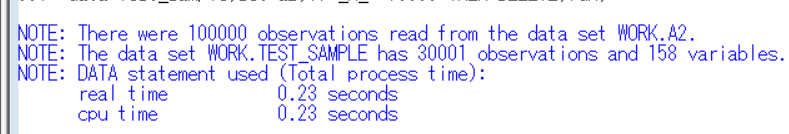 NOTE: There were 100000 observations read from the data set WORK.A2.
NOTE: The data set WORK.TEST_SAMPLE has 30001 observations and 158 variables.
NOTE: DATA statement used (Total process time):
real time 0.23 seconds
cpu time 0.23 seconds